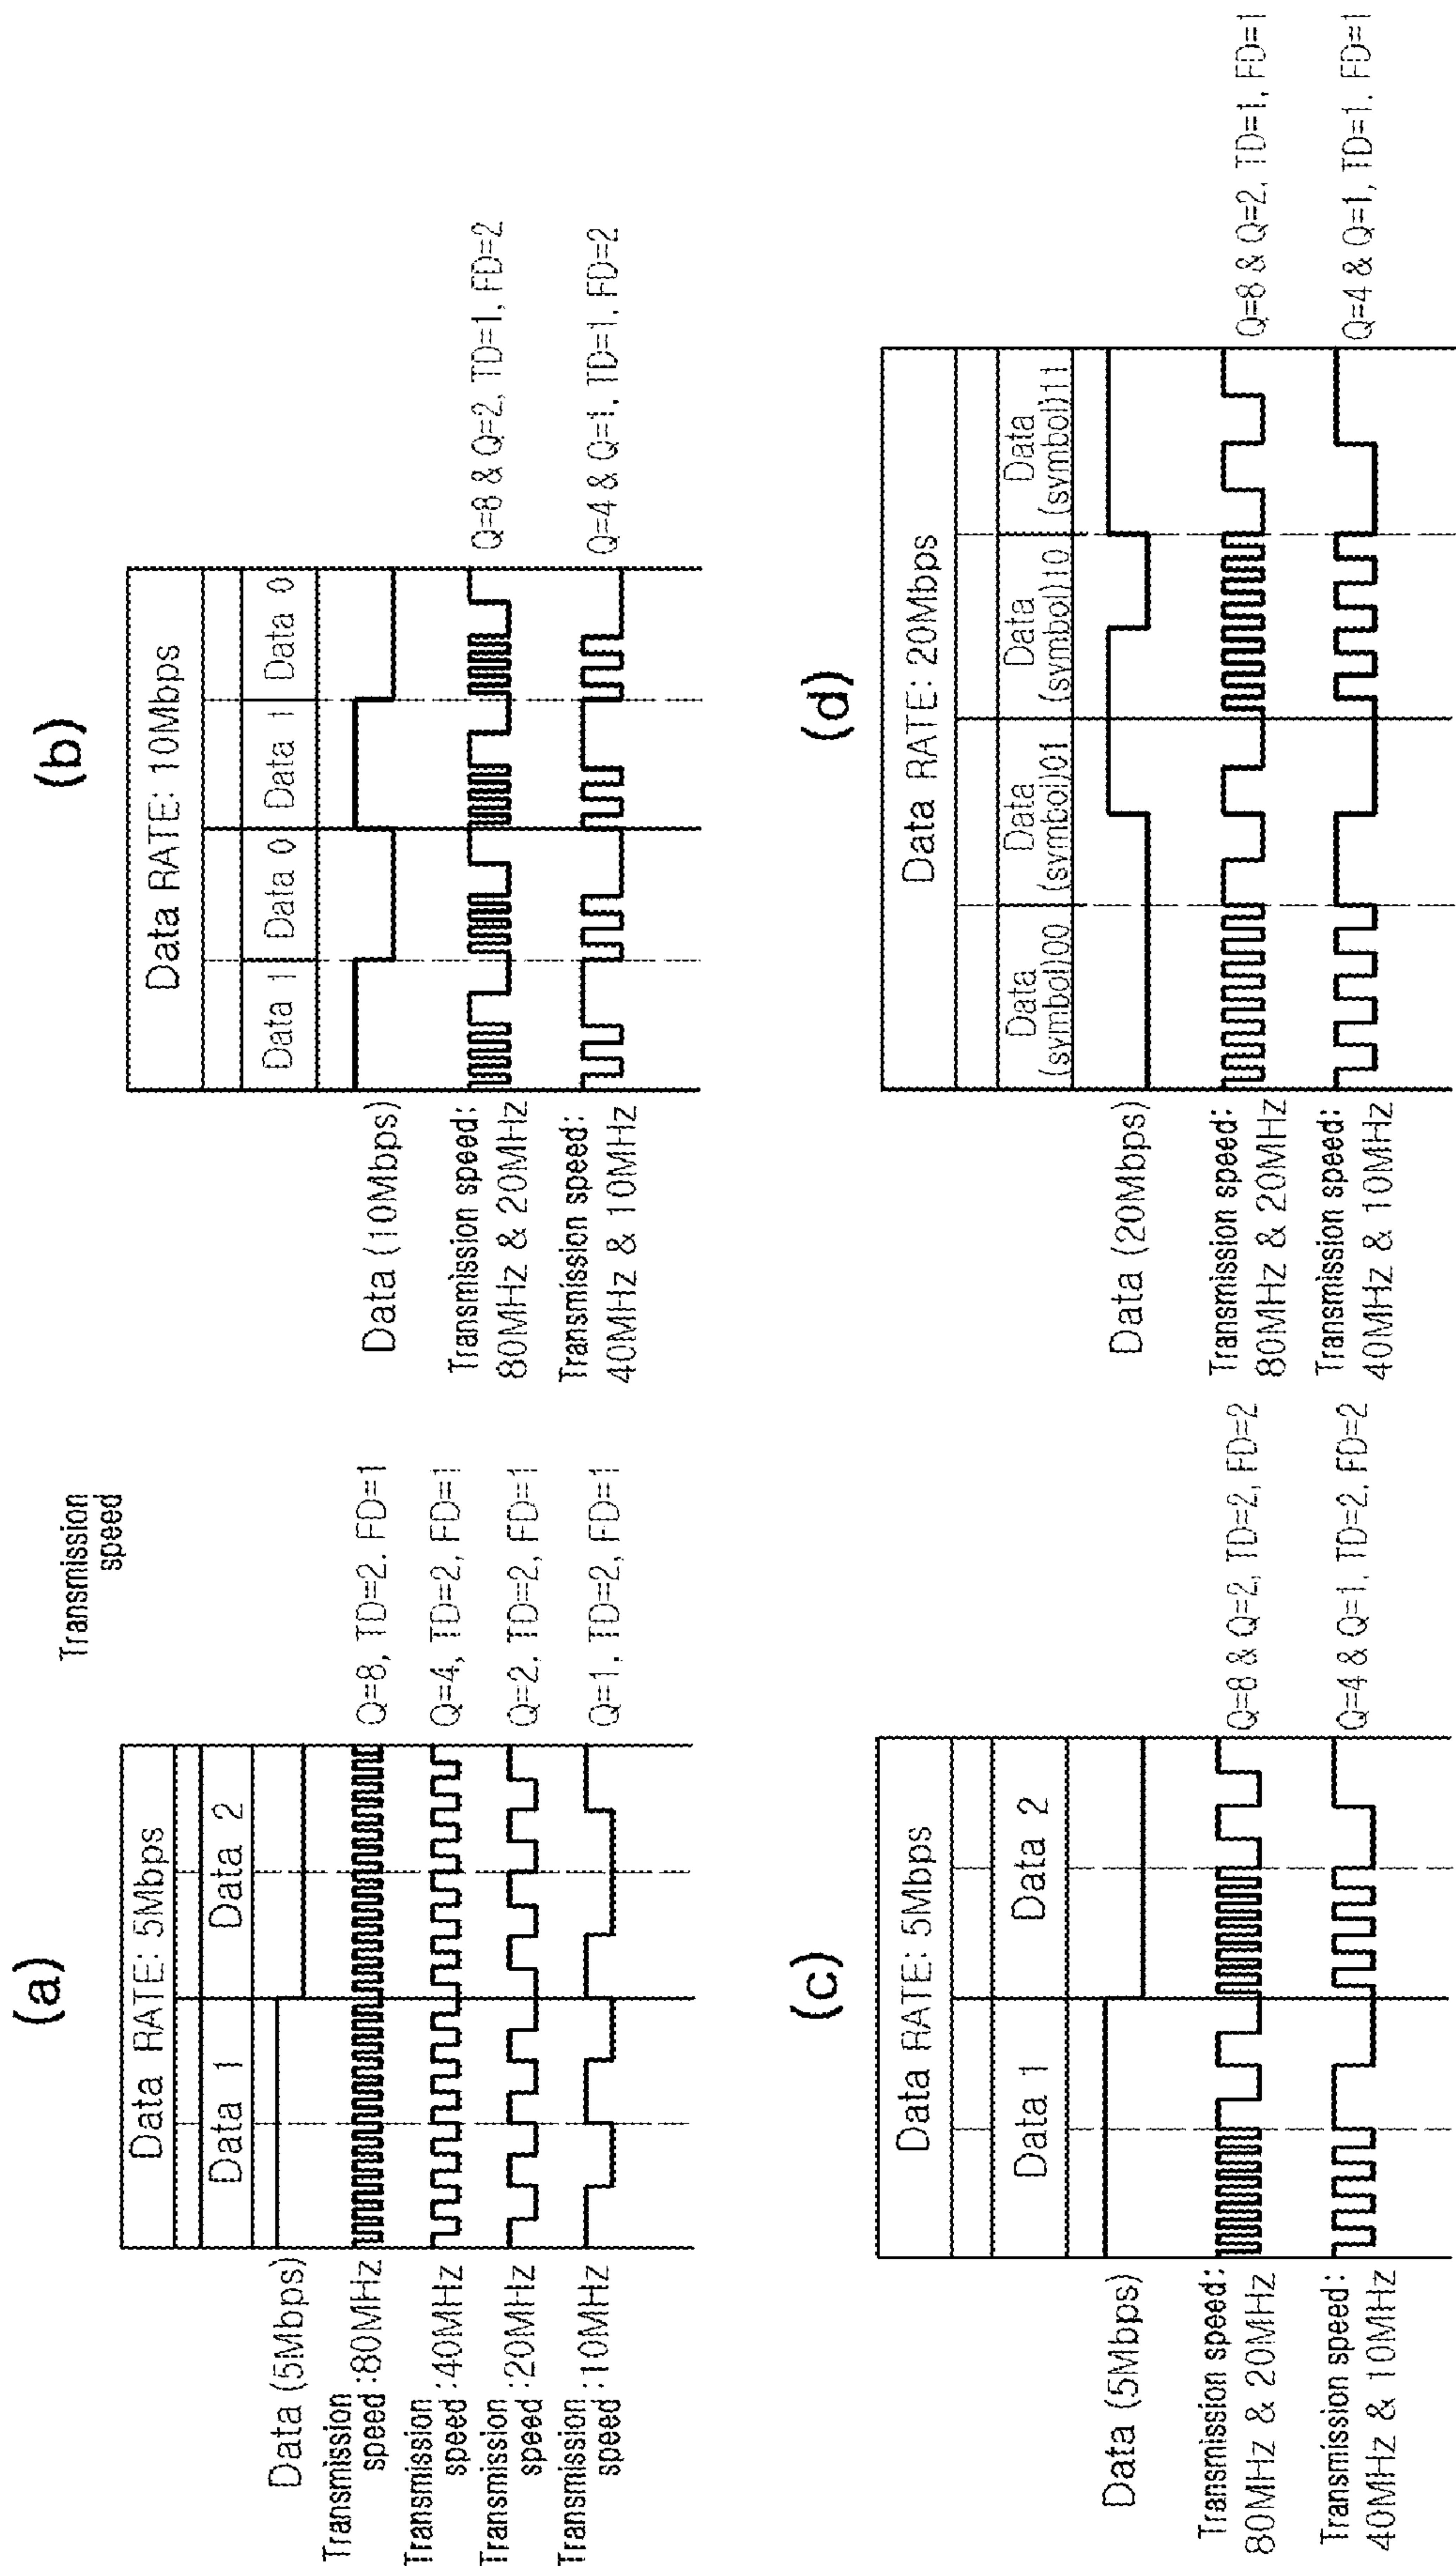 (a)
Transmission
speed
Data RATE: 5Mbps
Data 1 Data 2
Data (5Mbps)
Transmission
speed :80MHz Q=8, TD=2, FD=1
Transmission
speed :40MHz Q=4, TD=2, FD=1
Transmission
speed :20MHz Q=2, TD=2, FD=1
Transmission
speed :10MHz Q=1, TD=2, FD=1
(b)
Data RATE: 10Mbps
Data 1 Data 0 Data 1 Data 0
Data (10Mbps)
Transmission speed:
80MHz & 20MHz Q=8 & Q=2, TD=1, FD=2
Transmission speed:
40MHz & 10MHz Q=4 & Q=1, TD=1, FD=2
(c)
Data RATE: 5Mbps
Data 1 Data 2
Data (5Mbps)
Transmission speed:
80MHz & 20MHz Q=8 & Q=2, TD=2, FD=2
Transmission speed:
40MHz & 10MHz Q=4 & Q=1, TD=2, FD=2
(d)
Data RATE: 20Mbps
Data Data Data Data
(symbol)00 (symbol)01 (symbol)10 (symbol)11
Data (20Mbps)
Transmission speed:
80MHz & 20MHz Q=8 & Q=2, TD=1, FD=1
Transmission speed:
40MHz & 10MHz Q=4 & Q=1, TD=1, FD=1